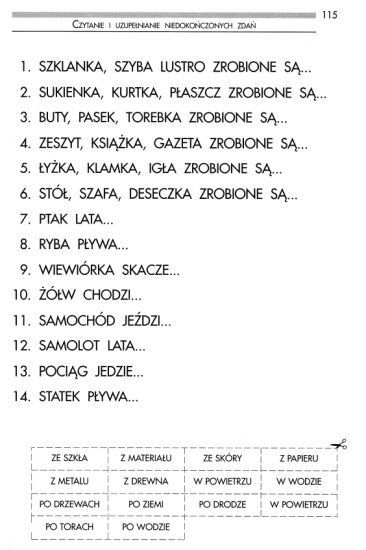 115
CZYTANIE I UZUPEŁNIANIE NIEDOKOŃCZONYCH ZDAŃ
1. SZKLANKA, SZYBA LUSTRO ZROBIONE SĄ...
2. SUKIENKA, KURTKA, PŁASZCZ ZROBIONE SĄ...
3. BUTY, PASEK, TOREBKA ZROBIONE SĄ...
4. ZESZYT, KSIĄŻKA, GAZETA ZROBIONE SĄ...
5. ŁYŻKA, KLAMKA, IGŁA ZROBIONE SĄ...
6. STÓŁ, SZAFA, DESECZKA ZROBIONE SĄ...
7. PTAK LATA...
8. RYBA PŁYWA...
9. WIEWIÓRKA SKACZE...
10. ŻÓŁW CHODZI...
11. SAMOCHÓD JEŹDZI...
12. SAMOLOT LATA...
13. POCIĄG JEDZIE...
14. STATEK PŁYWA...
ZE SZKŁA Z MATERIAŁU ZE SKÓRY Z PAPIERU
Z METALU Z DREWNA W POWIETRZU W WODZIE
PO DRZEWACH PO ZIEMI PO DRODZE W POWIETRZU
PO TORACH PO WODZIE